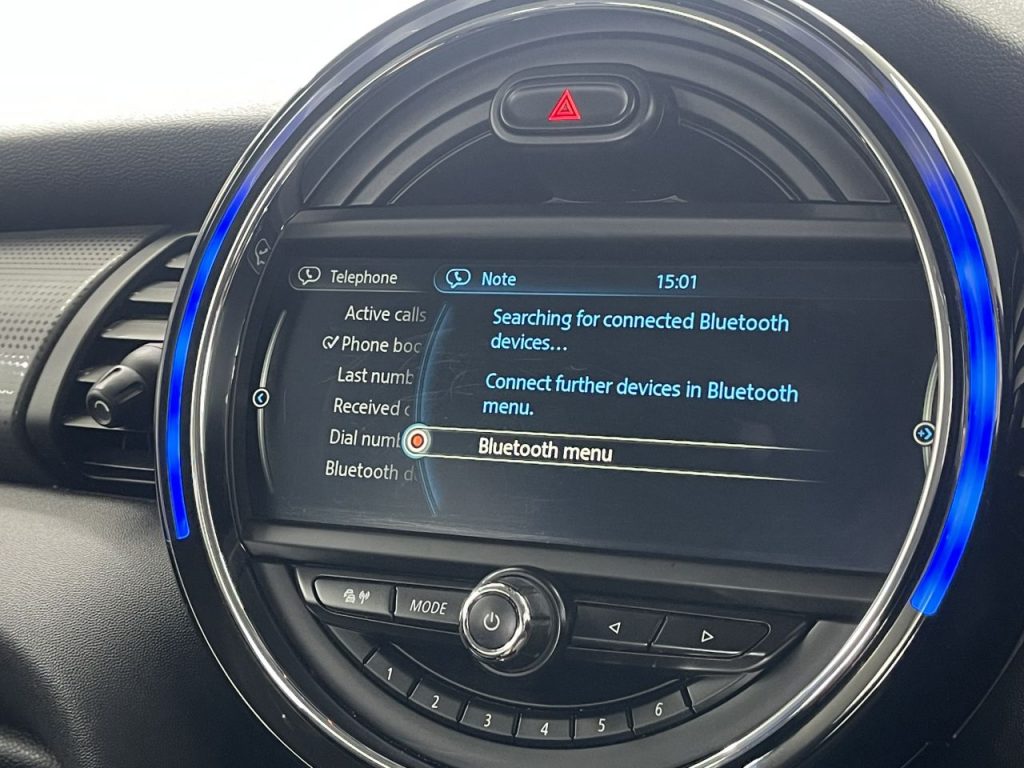 Telephone
Note
15:01
Active calls
Phone boo
Last numb
Received
Dial numb
Bluetooth d
Searching for connected Bluetooth
devices...
Connect further devices in Bluetooth
menu.
Bluetooth menu
MODE
1
2
3
4
5
6